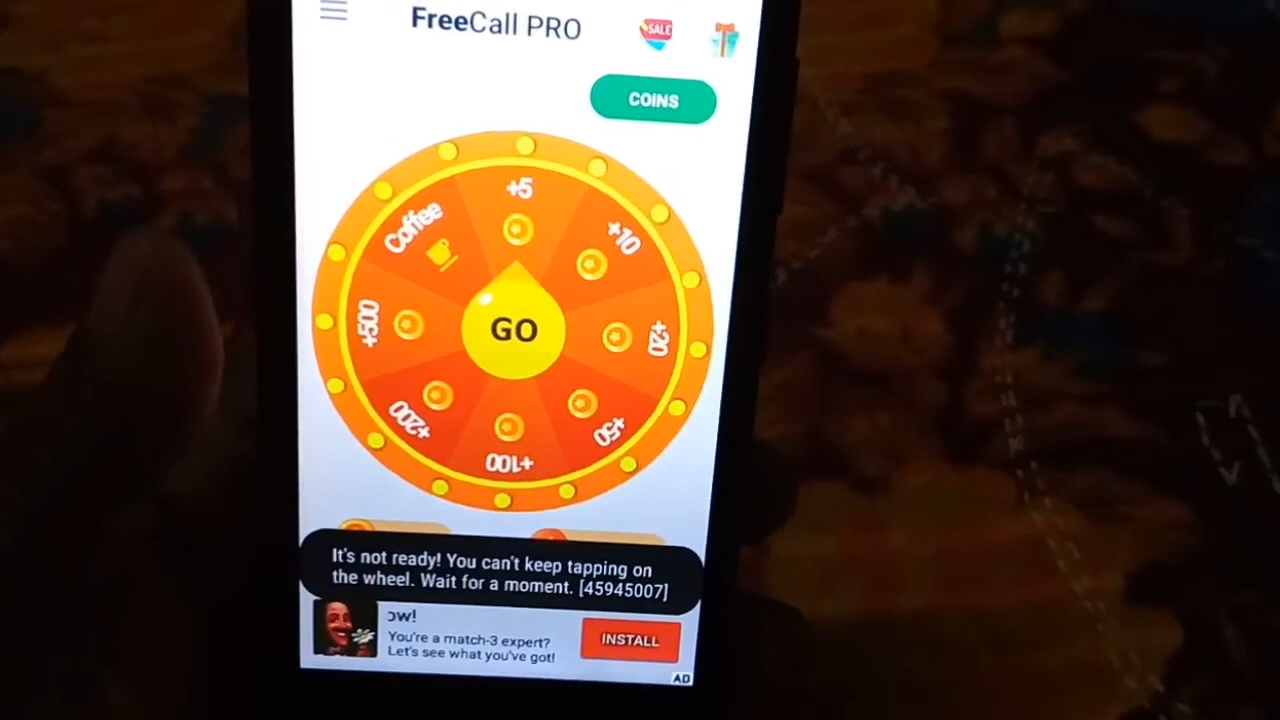 FreeCall PRO
SALE
COINS
+5
+10
+20
+50
+100
+200
+500
Coffee
GO
It's not ready! You can't keep tapping on
the wheel. Wait for a moment. [45945007]
ow!
You're a match-3 expert?
Let's see what you've got!
INSTALL
AD